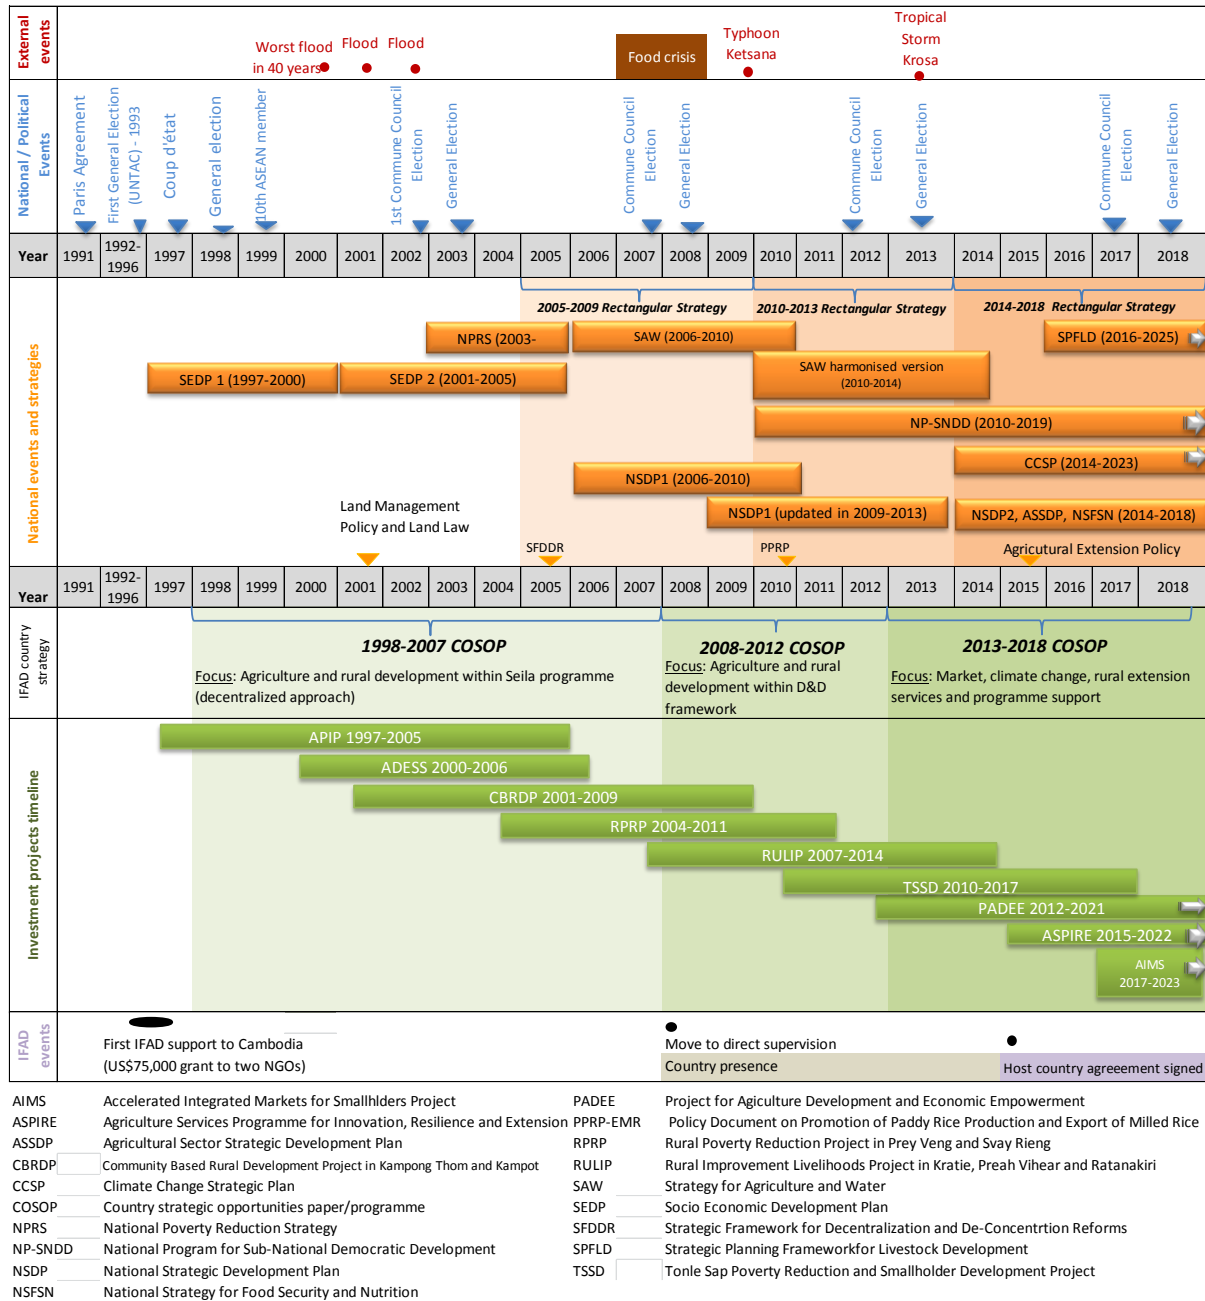 External events
Worst flood
in 40 years
Flood
Flood
Food crisis
Typhoon
Ketsana
Tropical
Storm
Krosa
National / Political
Events
Paris Agreement
First General Election
(UNTAC) - 1993
Coup d'état
General election
10th ASEAN member
1st Commune Council
Election
General Election
Commune Council
Election
General Election
Commune Council
Election
General Election
Commune Council
Election
General Election
Year 1991 1992-1996 1997 1998 1999 2000 2001 2002 2003 2004 2005 2006 2007 2008 2009 2010 2011 2012 2013 2014 2015 2016 2017 2018
National events and strategies
2005-2009 Rectangular Strategy
2010-2013 Rectangular Strategy
2014-2018 Rectangular Strategy
NPRS (2003-
SAW (2006-2010)
SPFLD (2016-2025)
SEDP 1 (1997-2000)
SEDP 2 (2001-2005)
SAW harmonised version
(2010-2014)
NP-SNDD (2010-2019)
CCSP (2014-2023)
NSDP1 (2006-2010)
NSDP1 (updated in 2009-2013)
NSDP2, ASSDP, NSFSN (2014-2018)
Land Management
Policy and Land Law
SFDDR
PPRP
Agricutural Extension Policy
Year 1991 1992-1996 1997 1998 1999 2000 2001 2002 2003 2004 2005 2006 2007 2008 2009 2010 2011 2012 2013 2014 2015 2016 2017 2018
IFAD country
strategy
1998-2007 COSOP
Focus: Agriculture and rural development within Seila programme
(decentralized approach)
2008-2012 COSOP
Focus: Agriculture and rural
development within D&D
framework
2013-2018 COSOP
Focus: Market, climate change, rural extension
services and programme support
Investment projects timeline
APIP 1997-2005
ADESS 2000-2006
CBRDP 2001-2009
RPRP 2004-2011
RULIP 2007-2014
TSSD 2010-2017
PADEE 2012-2021
ASPIRE 2015-2022
AIMS
2017-2023
IFAD
events
First IFAD support to Cambodia
(US$75,000 grant to two NGOs)
Move to direct supervision
Country presence
Host country agreeement signed
AIMS Accelerated Integrated Markets for Smallhlders Project
ASPIRE Agriculture Services Programme for Innovation, Resilience and Extension
ASSDP Agricultural Sector Strategic Development Plan
CBRDP Community Based Rural Development Project in Kampong Thom and Kampot
CCSP Climate Change Strategic Plan
COSOP Country strategic opportunities paper/programme
NPRS National Poverty Reduction Strategy
NP-SNDD National Program for Sub-National Democratic Development
NSDP National Strategic Development Plan
NSFSN National Strategy for Food Security and Nutrition
PADEE Project for Agiculture Development and Economic Empowerment
PPRP-EMR Policy Document on Promotion of Paddy Rice Production and Export of Milled Rice
RPRP Rural Poverty Reduction Project in Prey Veng and Svay Rieng
RULIP Rural Improvement Livelihoods Project in Kratie, Preah Vihear and Ratanakiri
SAW Strategy for Agriculture and Water
SEDP Socio Economic Development Plan
SFDDR Strategic Framework for Decentralization and De-Concentrtion Reforms
SPFLD Strategic Planning Frameworkfor Livestock Development
TSSD Tonle Sap Poverty Reduction and Smallholder Development Project